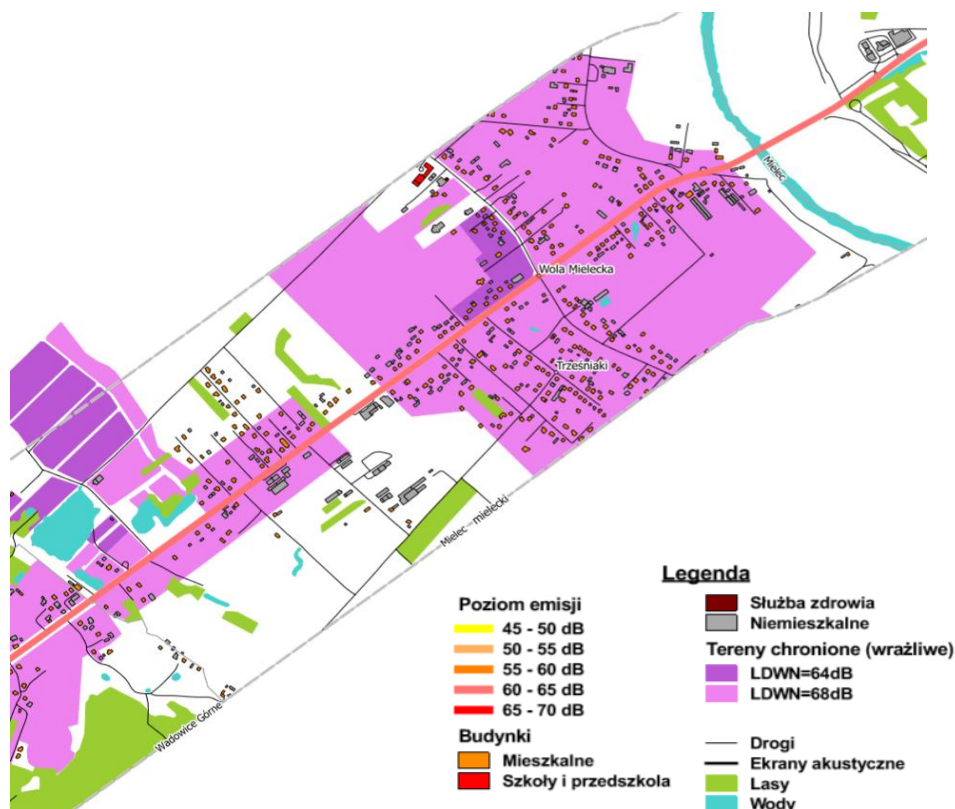 Mielec
Wola Mielecka
Trześniaki
Mielec - mielecki
Wadowice Górne
Legenda
Poziom emisji
45 - 50 dB
50 - 55 dB
55 - 60 dB
60 - 65 dB
65 - 70 dB
Budynki
Mieszkalne
Szkoły i przedszkola
Służba zdrowia
Niemieszkalne
Tereny chronione (wrażliwe)
LDWN=64dB
LDWN=68dB
Drogi
Ekrany akustyczne
Lasy
Wody